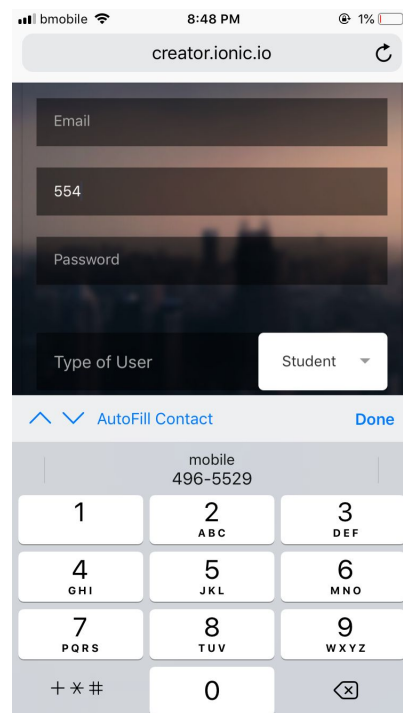 bmobile 8:48 PM 1%
creator.ionic.io
Email
554
Password
Type of User Student
AutoFill Contact Done
mobile
496-5529
1 2 3
ABC DEF
4 5 6
GHI JKL MNO
7 8 9
PQRS TUV WXYZ
+*# 0